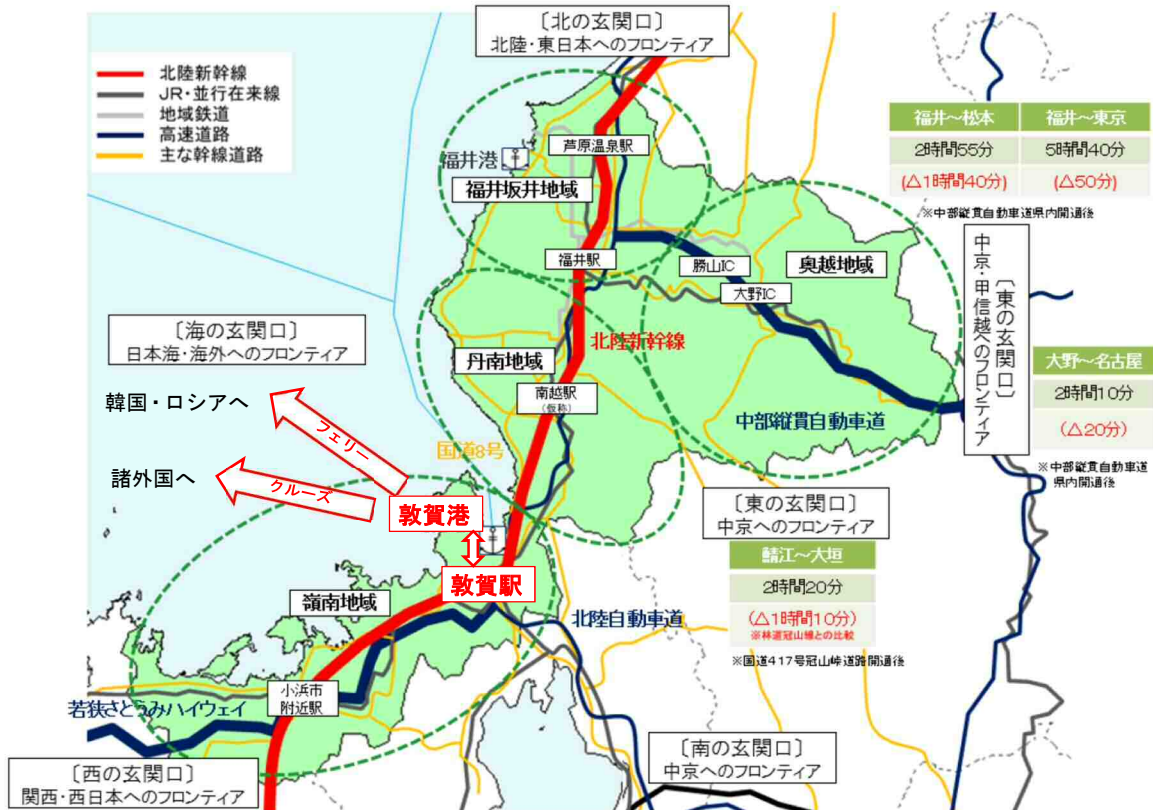 〔北の玄関口〕
北陸・東日本へのフロンティア
北陸新幹線
JR・並行在来線
地域鉄道
高速道路
主な幹線道路
福井～松本
福井～東京
2時間55分
5時間40分
(△1時間40分)
(△50分)
※中部縦貫自動車道県内開通後
芦原温泉駅
福井港
福井坂井地域
福井駅
勝山IC
大野IC
奥越地域
〔東の玄関口〕
中京・甲信越へのフロンティア
〔海の玄関口〕
日本海・海外へのフロンティア
北陸新幹線
丹南地域
南越駅
(仮称)
大野～名古屋
2時間10分
(△20分)
※中部縦貫自動車道
県内開通後
中部縦貫自動車道
韓国・ロシアへ
フェリー
国道8号
諸外国へ
クルーズ
敦賀港
敦賀駅
〔東の玄関口〕
中京へのフロンティア
鯖江～大垣
2時間20分
(△1時間10分)
※林道冠山線との比較
※国道417号冠山峠道路開通後
嶺南地域
北陸自動車道
小浜市
附近駅
若狭さとうみハイウェイ
〔南の玄関口〕
中京へのフロンティア
〔西の玄関口〕
関西・西日本へのフロンティア